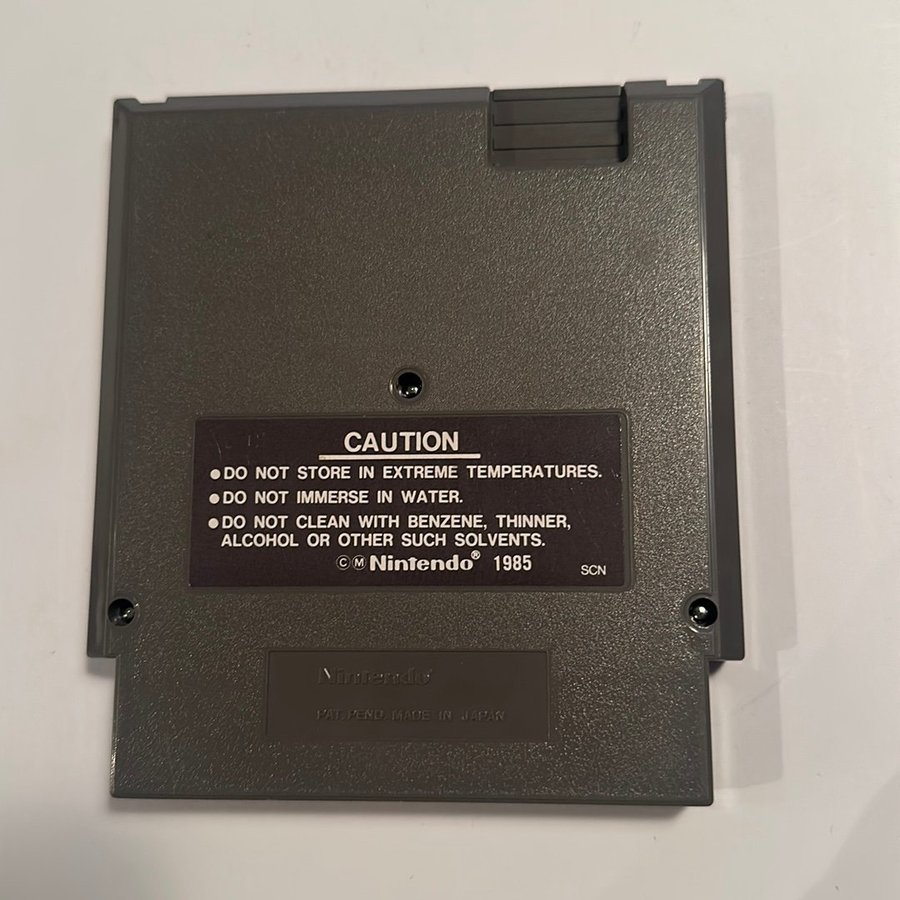 CAUTION
●DO NOT STORE IN EXTREME TEMPERATURES.
●DO NOT IMMERSE IN WATER.
●DO NOT CLEAN WITH BENZENE, THINNER,
ALCOHOL OR OTHER SUCH SOLVENTS.
ⒸⓂNintendo® 1985
SCN
Nintendo®
PAT. PEND. MADE IN JAPAN